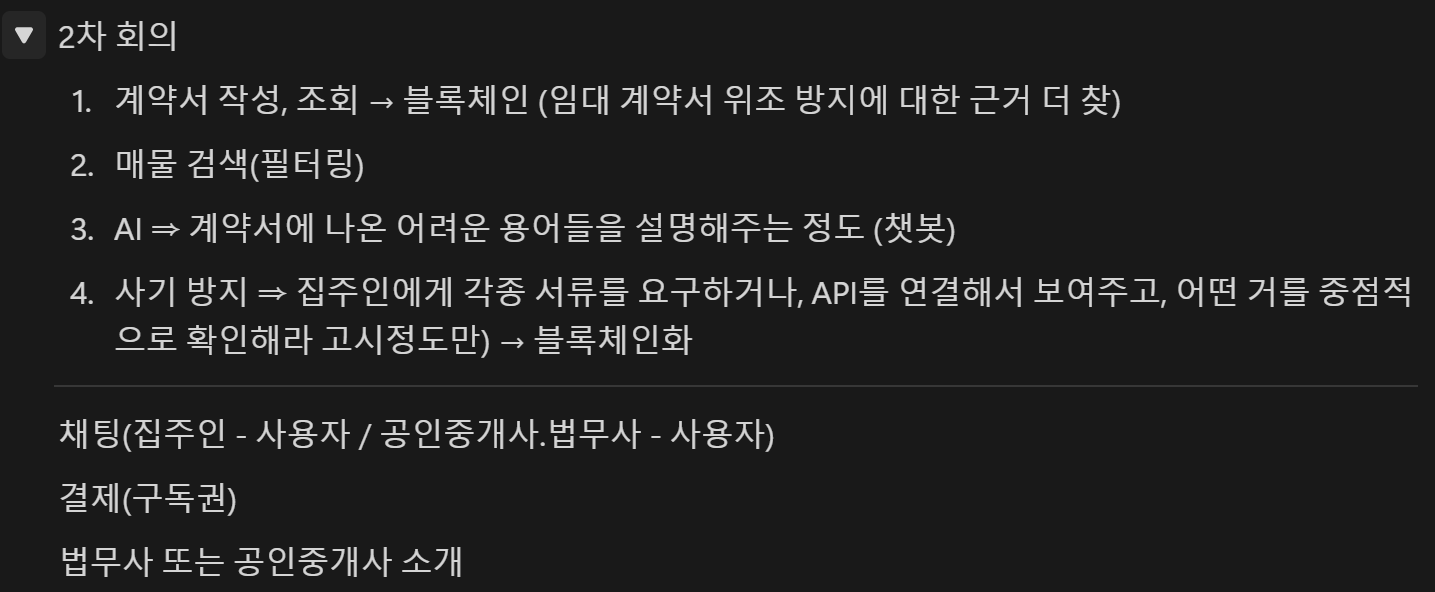 2차 회의
1. 계약서 작성, 조회 → 블록체인 (임대 계약서 위조 방지에 대한 근거 더 찾)
2. 매물 검색(필터링)
3. AI ⇒ 계약서에 나온 어려운 용어들을 설명해주는 정도 (챗봇)
4. 사기 방지 ⇒ 집주인에게 각종 서류를 요구하거나, API를 연결해서 보여주고, 어떤 거를 중점적
으로 확인해라 고시정도만) → 블록체인화
채팅(집주인 - 사용자 / 공인중개사.법무사 - 사용자)
결제(구독권)
법무사 또는 공인중개사 소개